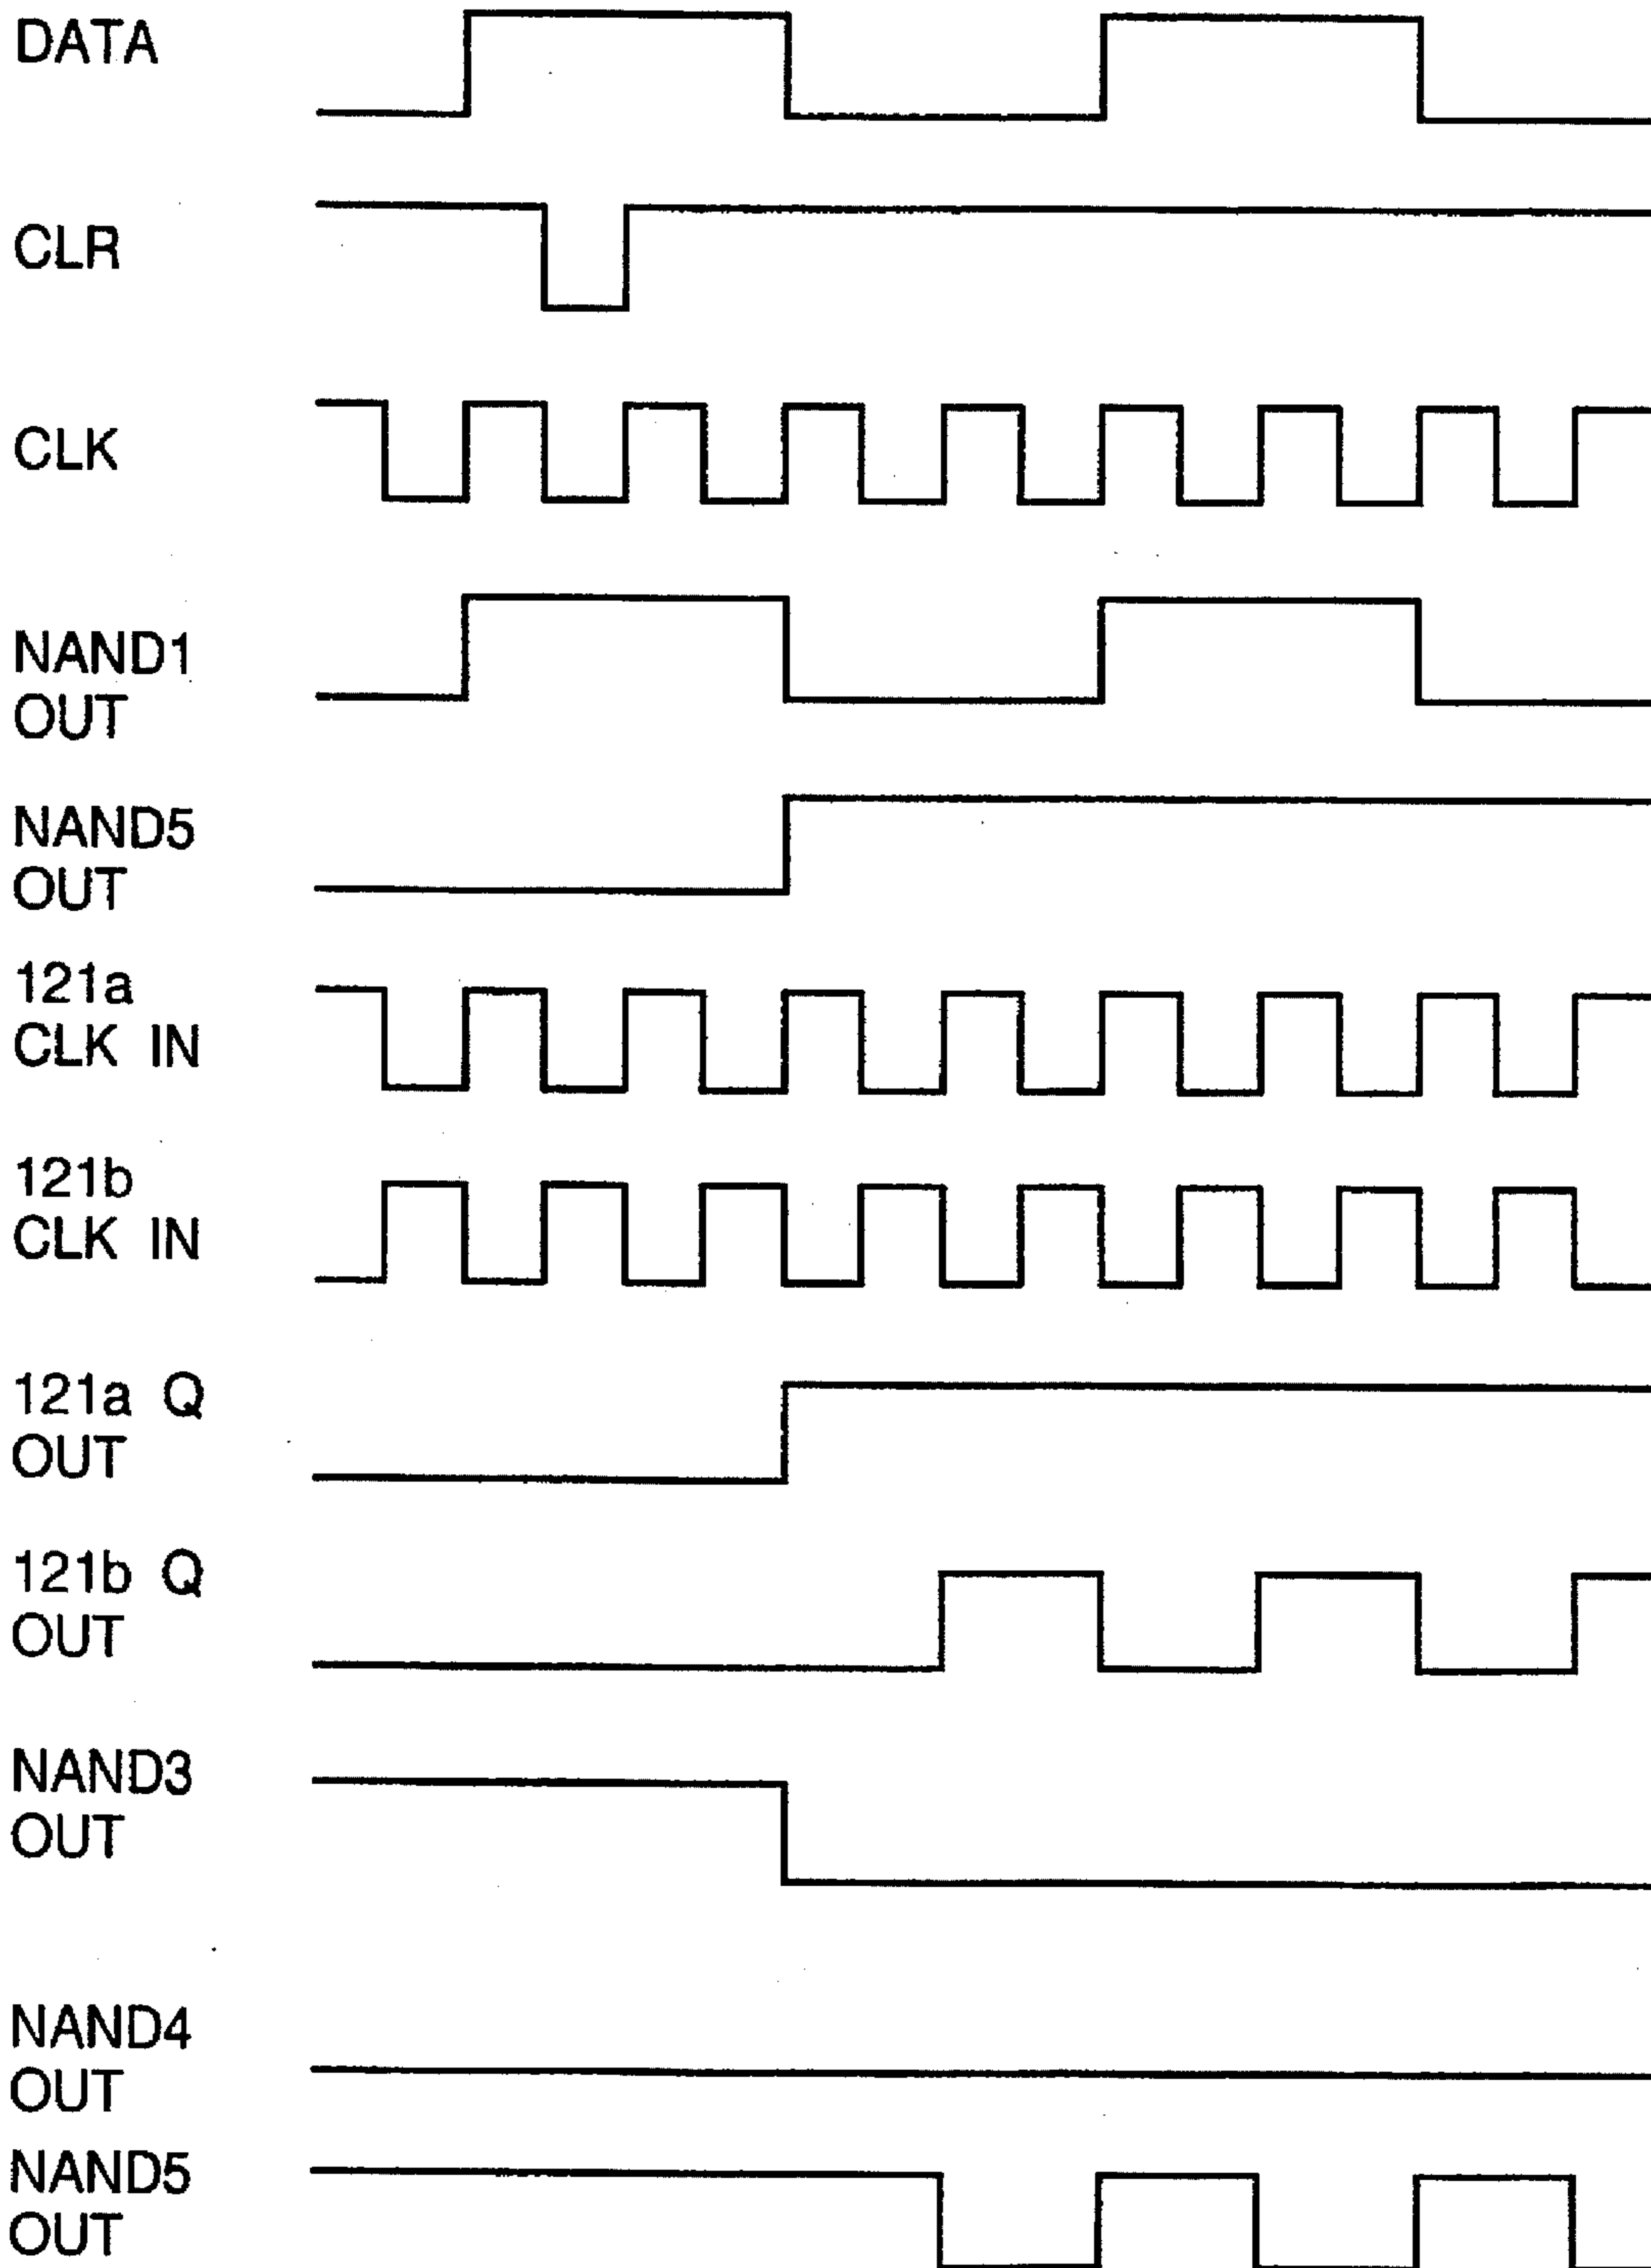 DATA
CLR
CLK
NAND1
OUT
NAND5
OUT
121a
CLK IN
121b
CLK IN
121a Q
OUT
121b Q
OUT
NAND3
OUT
NAND4
OUT
NAND5
OUT